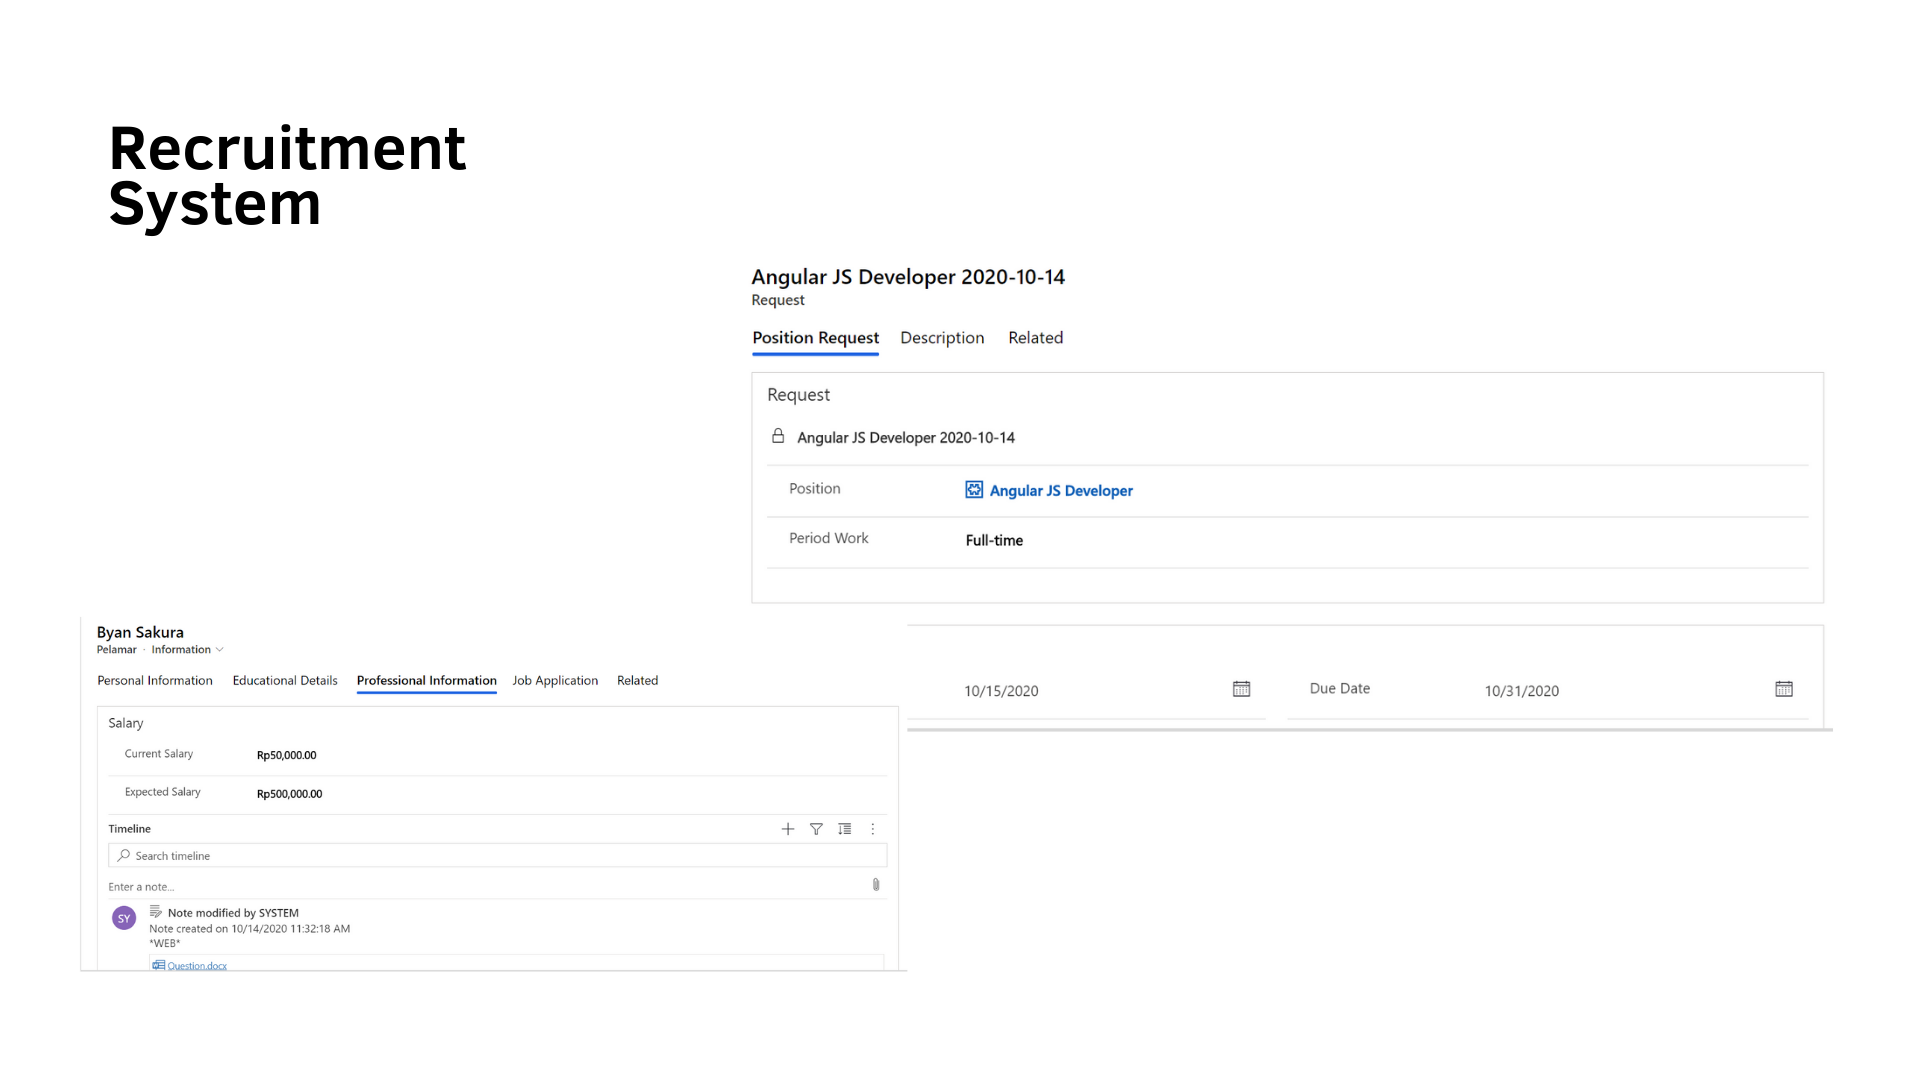 Recruitment
System
Angular JS Developer 2020-10-14
Request
Position Request Description Related
Request
Angular JS Developer 2020-10-14
Position Angular JS Developer
Period Work Full-time
10/15/2020 Due Date 10/31/2020
Byan Sakura
Pelamar · Information
Personal Information Educational Details Professional Information Job Application Related
Salary
Current Salary Rp50,000.00
Expected Salary Rp500,000.00
Timeline
Search timeline
Enter a note...
SY Note modified by SYSTEM
Note created on 10/14/2020 11:32:18 AM
*WEB*
Question.docx